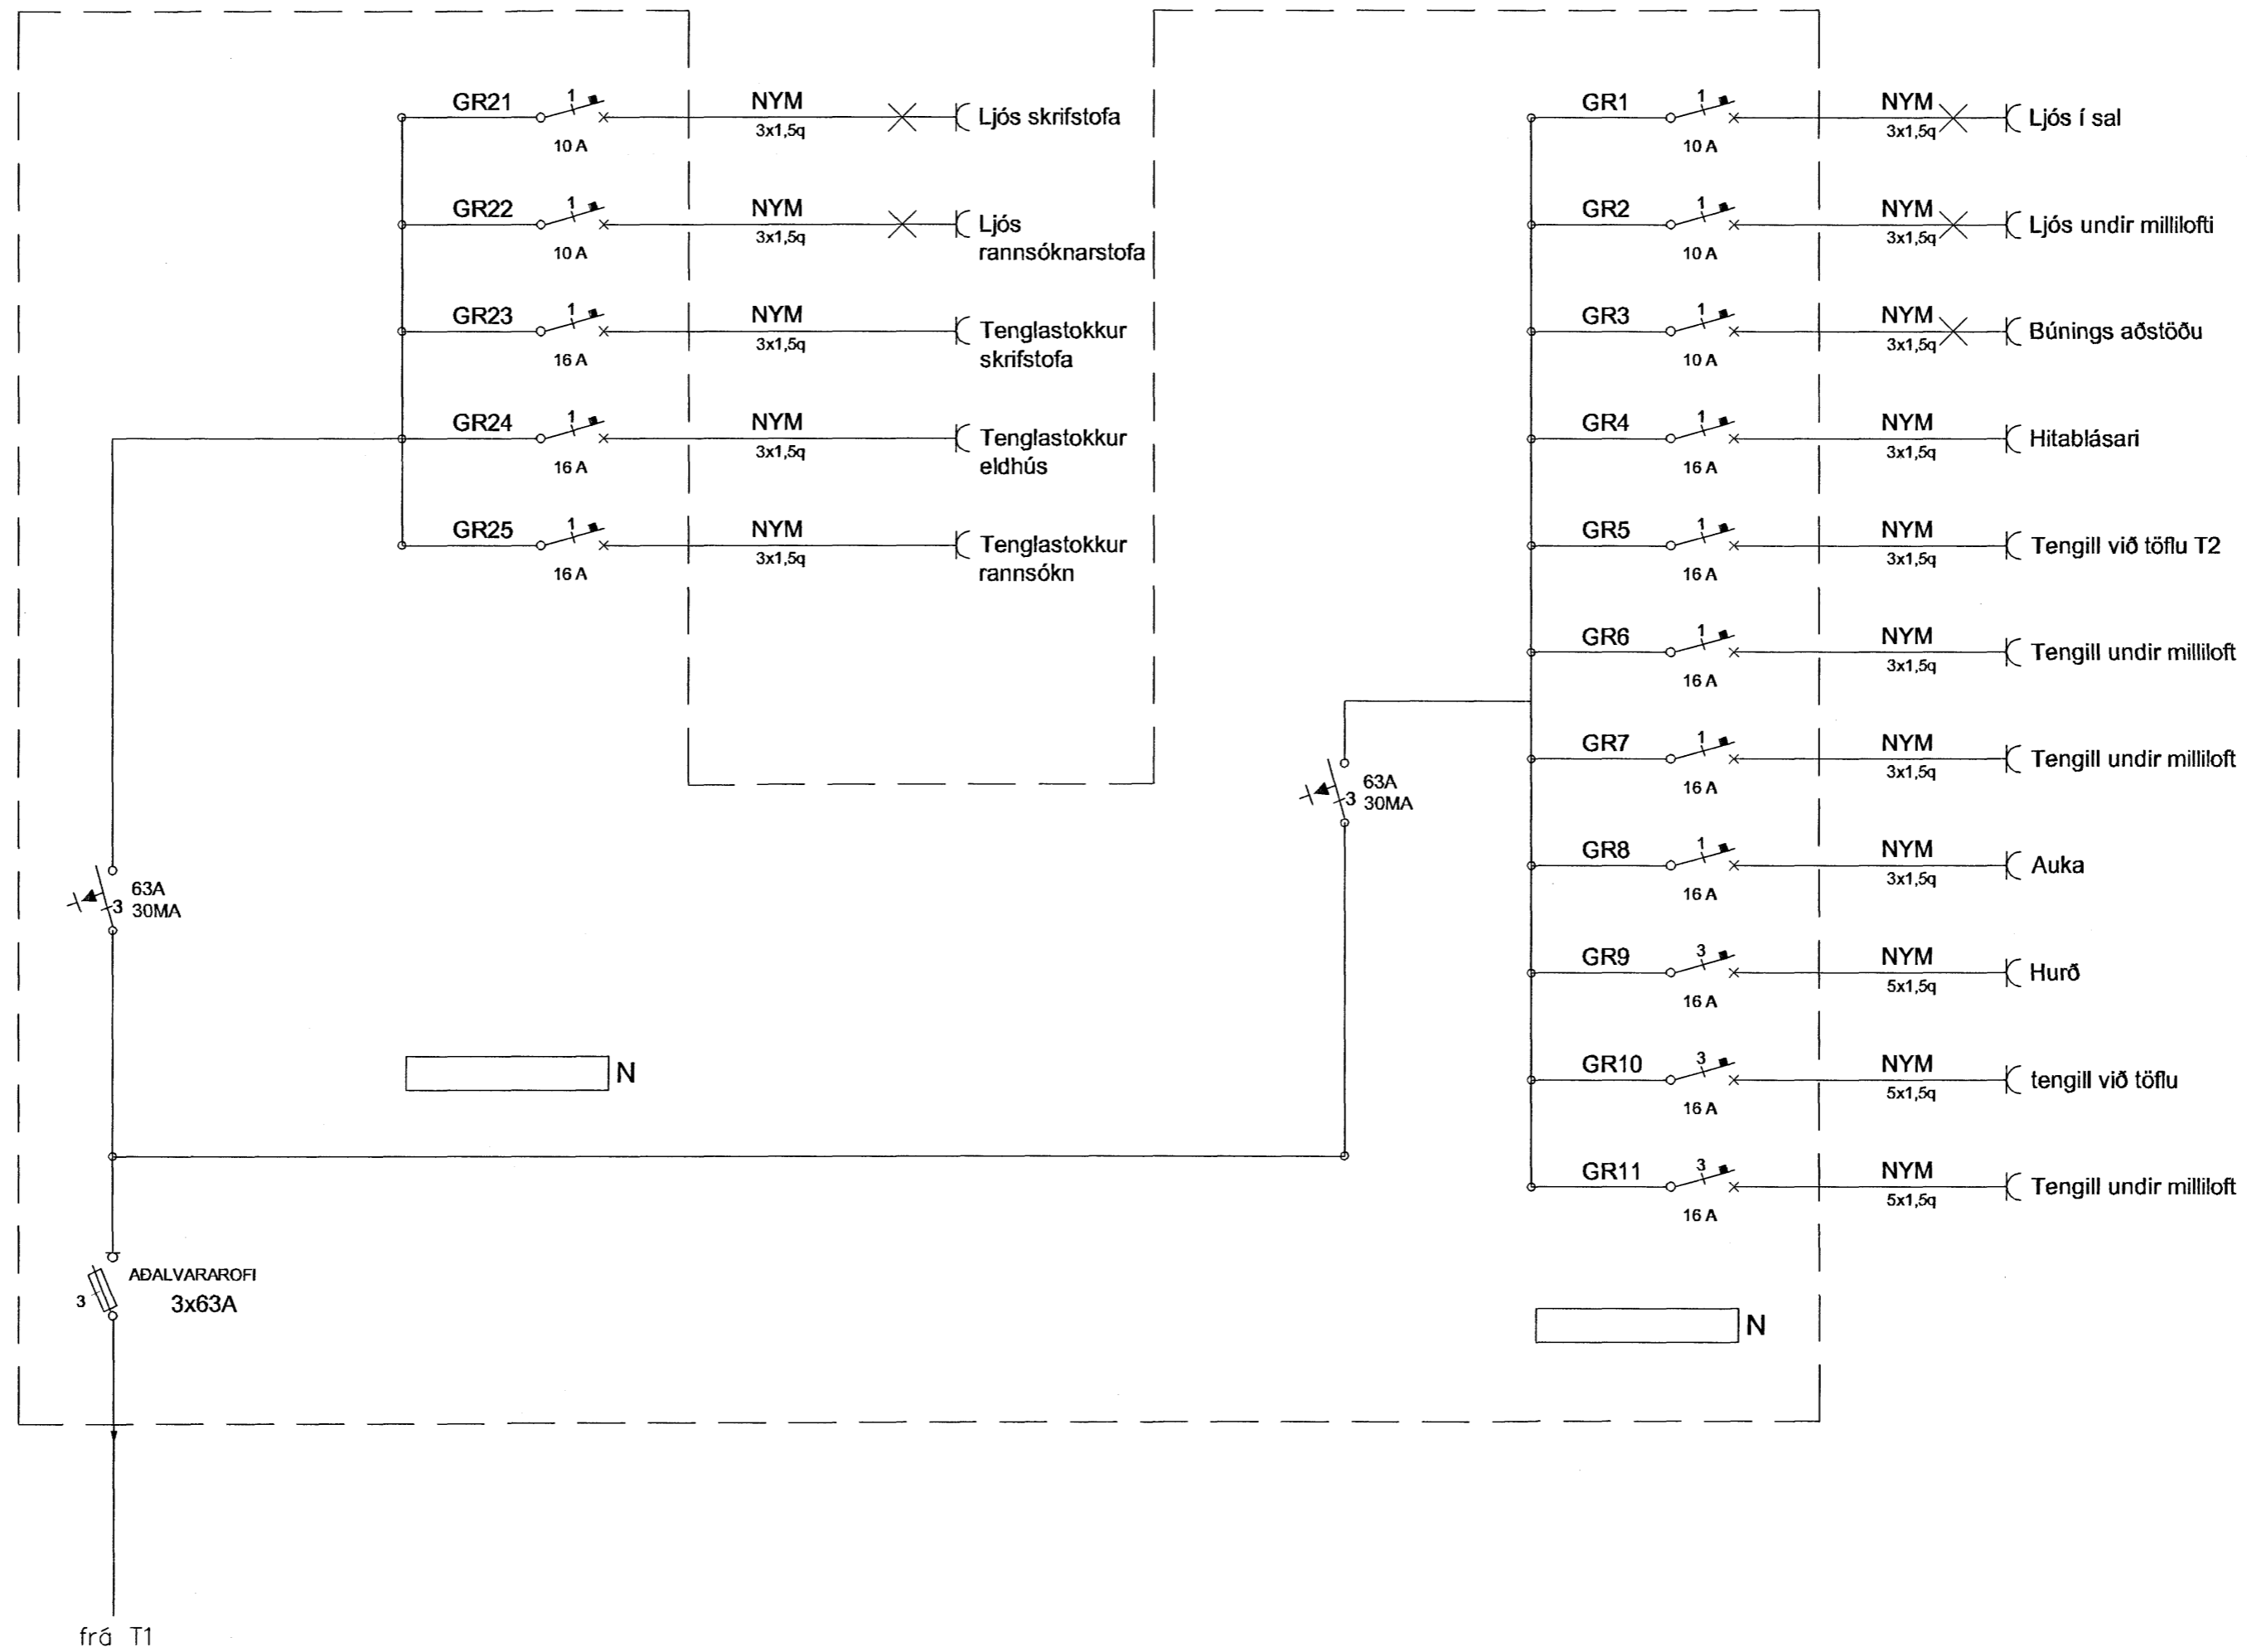 GR21 1 NYM Ljós skrifstofa
10 A 3x1,5q
GR22 1 NYM Ljós
10 A 3x1,5q rannsóknarstofa
GR23 1 NYM Tenglastokkur
16 A 3x1,5q skrifstofa
GR24 1 NYM Tenglastokkur
16 A 3x1,5q eldhús
GR25 1 NYM Tenglastokkur
16 A 3x1,5q rannsókn
63A
3 30MA
N
AÐALVARAROFI
3 3x63A
frá T1
63A
3 30MA
GR1 1 NYM Ljós í sal
10 A 3x1,5q
GR2 1 NYM Ljós undir millilofti
10 A 3x1,5q
GR3 1 NYM Búnings aðstöðu
10 A 3x1,5q
GR4 1 NYM Hitablásari
16 A 3x1,5q
GR5 1 NYM Tengill við töflu T2
16 A 3x1,5q
GR6 1 NYM Tengill undir milliloft
16 A 3x1,5q
GR7 1 NYM Tengill undir milliloft
16 A 3x1,5q
GR8 1 NYM Auka
16 A 3x1,5q
GR9 3 NYM Hurð
16 A 5x1,5q
GR10 3 NYM tengill við töflu
16 A 5x1,5q
GR11 3 NYM Tengill undir milliloft
16 A 5x1,5q
N